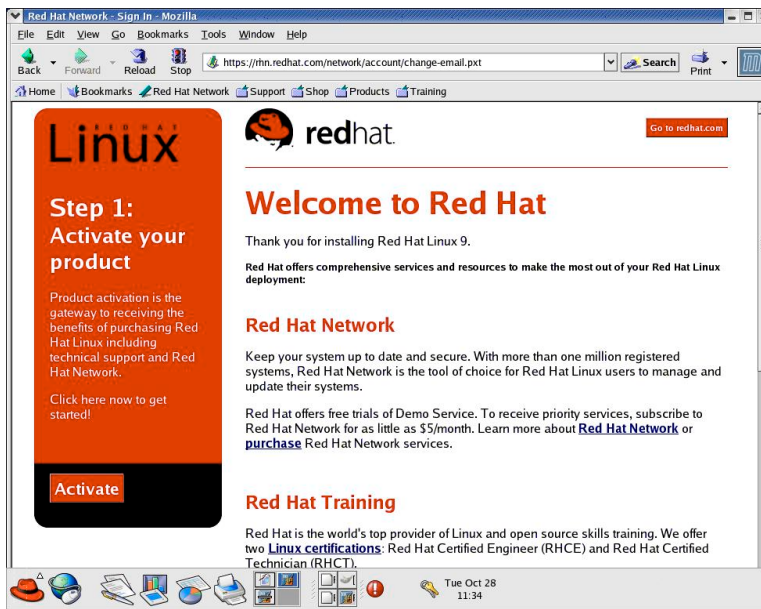 Red Hat Network - Sign In - Mozilla
File Edit View Go Bookmarks Tools Window Help
Back Forward Reload Stop https://rhn.redhat.com/network/account/change-email.pxt Search Print
Home Bookmarks Red Hat Network Support Shop Products Training
RED HAT
Linux
Step 1:
Activate your
product
Product activation is the
gateway to receiving the
benefits of purchasing Red
Hat Linux including
technical support and Red
Hat Network.
Click here now to get
started!
Activate
redhat.
Go to redhat.com
Welcome to Red Hat
Thank you for installing Red Hat Linux 9.
Red Hat offers comprehensive services and resources to make the most out of your Red Hat Linux
deployment:
Red Hat Network
Keep your system up to date and secure. With more than one million registered
systems, Red Hat Network is the tool of choice for Red Hat Linux users to manage and
update their systems.
Red Hat offers free trials of Demo Service. To receive priority services, subscribe to
Red Hat Network for as little as $5/month. Learn more about Red Hat Network or
purchase Red Hat Network services.
Red Hat Training
Red Hat is the world's top provider of Linux and open source skills training. We offer
two Linux certifications: Red Hat Certified Engineer (RHCE) and Red Hat Certified
Technician (RHCT).
Tue Oct 28
11:34